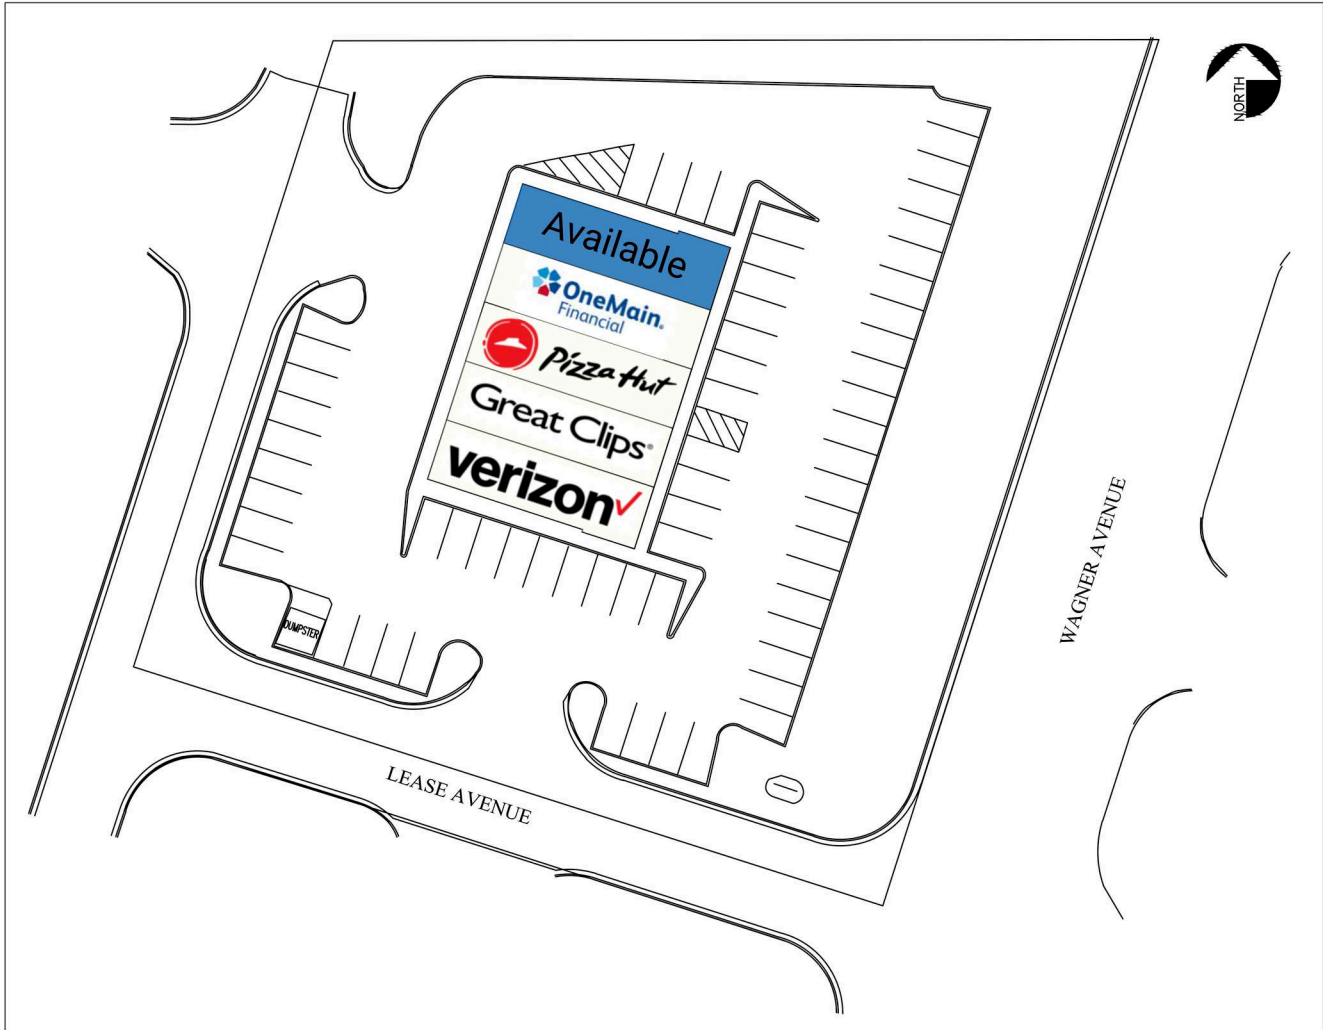 NORTH
Available
OneMain
Financial
Pizza Hut
Great Clips
verizon
DUMPSTER
LEASE AVENUE
WAGNER AVENUE